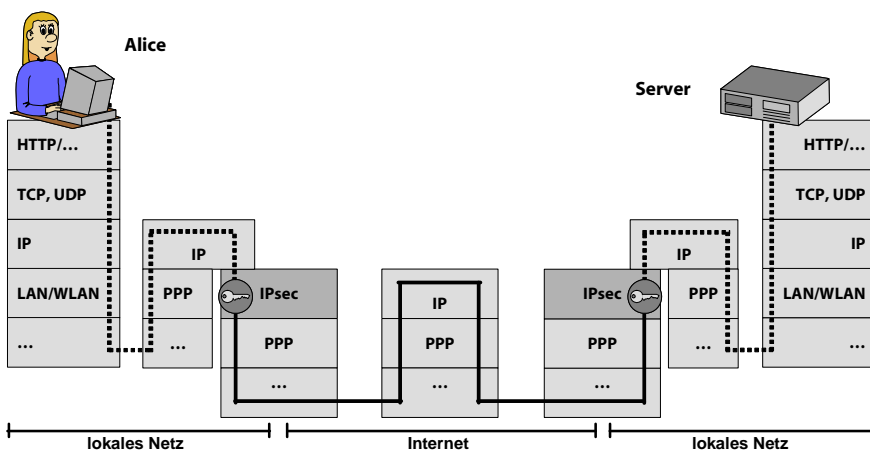 Alice
Server
HTTP/...
TCP, UDP
IP
LAN/WLAN
...
IP
PPP
...
IPsec
PPP
...
IP
PPP
...
IPsec
PPP
...
IP
PPP
...
HTTP/...
TCP, UDP
IP
LAN/WLAN
...
lokales Netz
Internet
lokales Netz